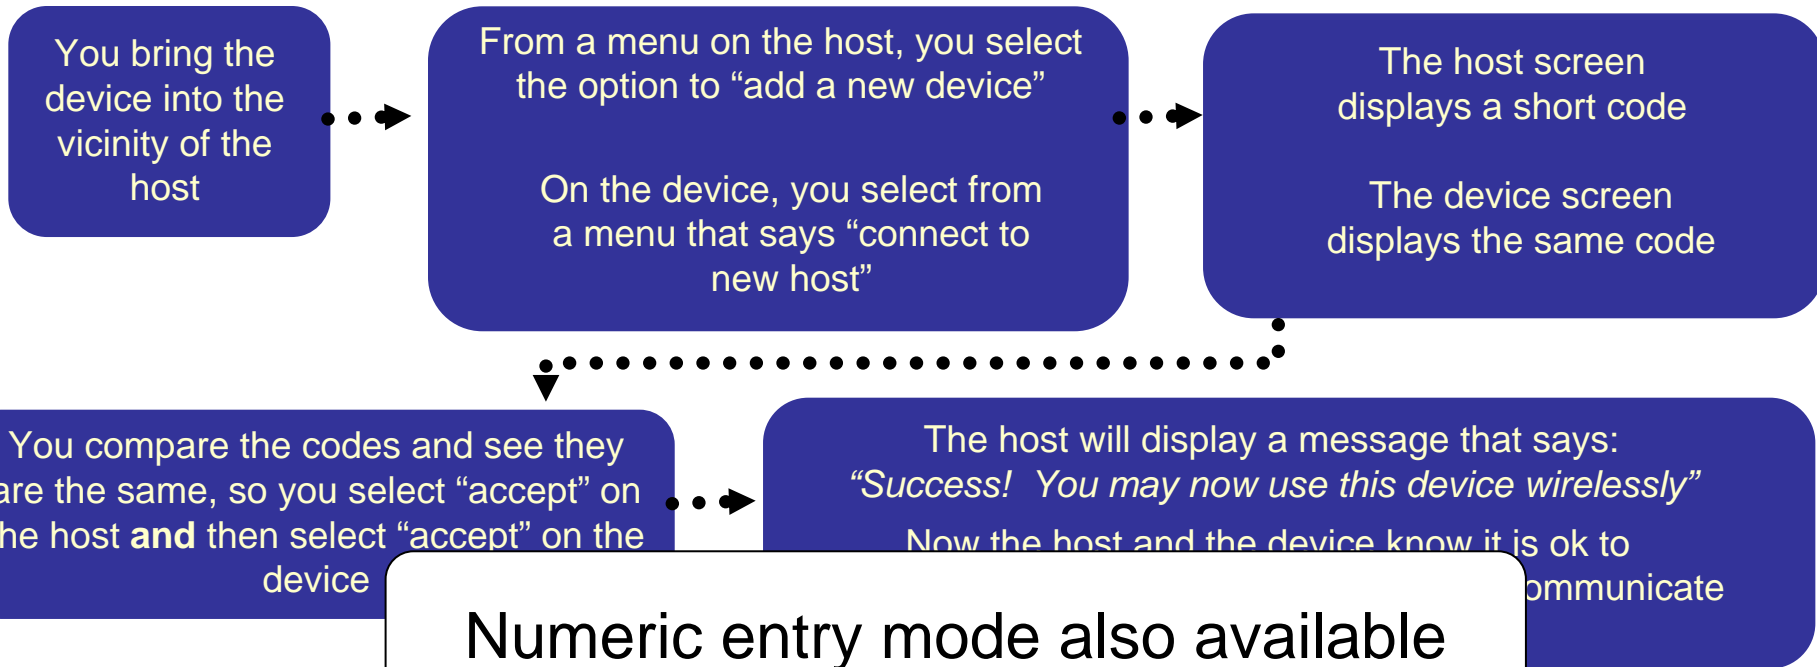 You bring the
device into the
vicinity of the
host
From a menu on the host, you select
the option to “add a new device”
On the device, you select from
a menu that says “connect to
new host”
The host screen
displays a short code
The device screen
displays the same code
You compare the codes and see they
are the same, so you select “accept” on
the host and then select “accept” on the
device
The host will display a message that says:
“Success! You may now use this device wirelessly”
Now the host and the device know it is ok to
ommunicate
Numeric entry mode also available